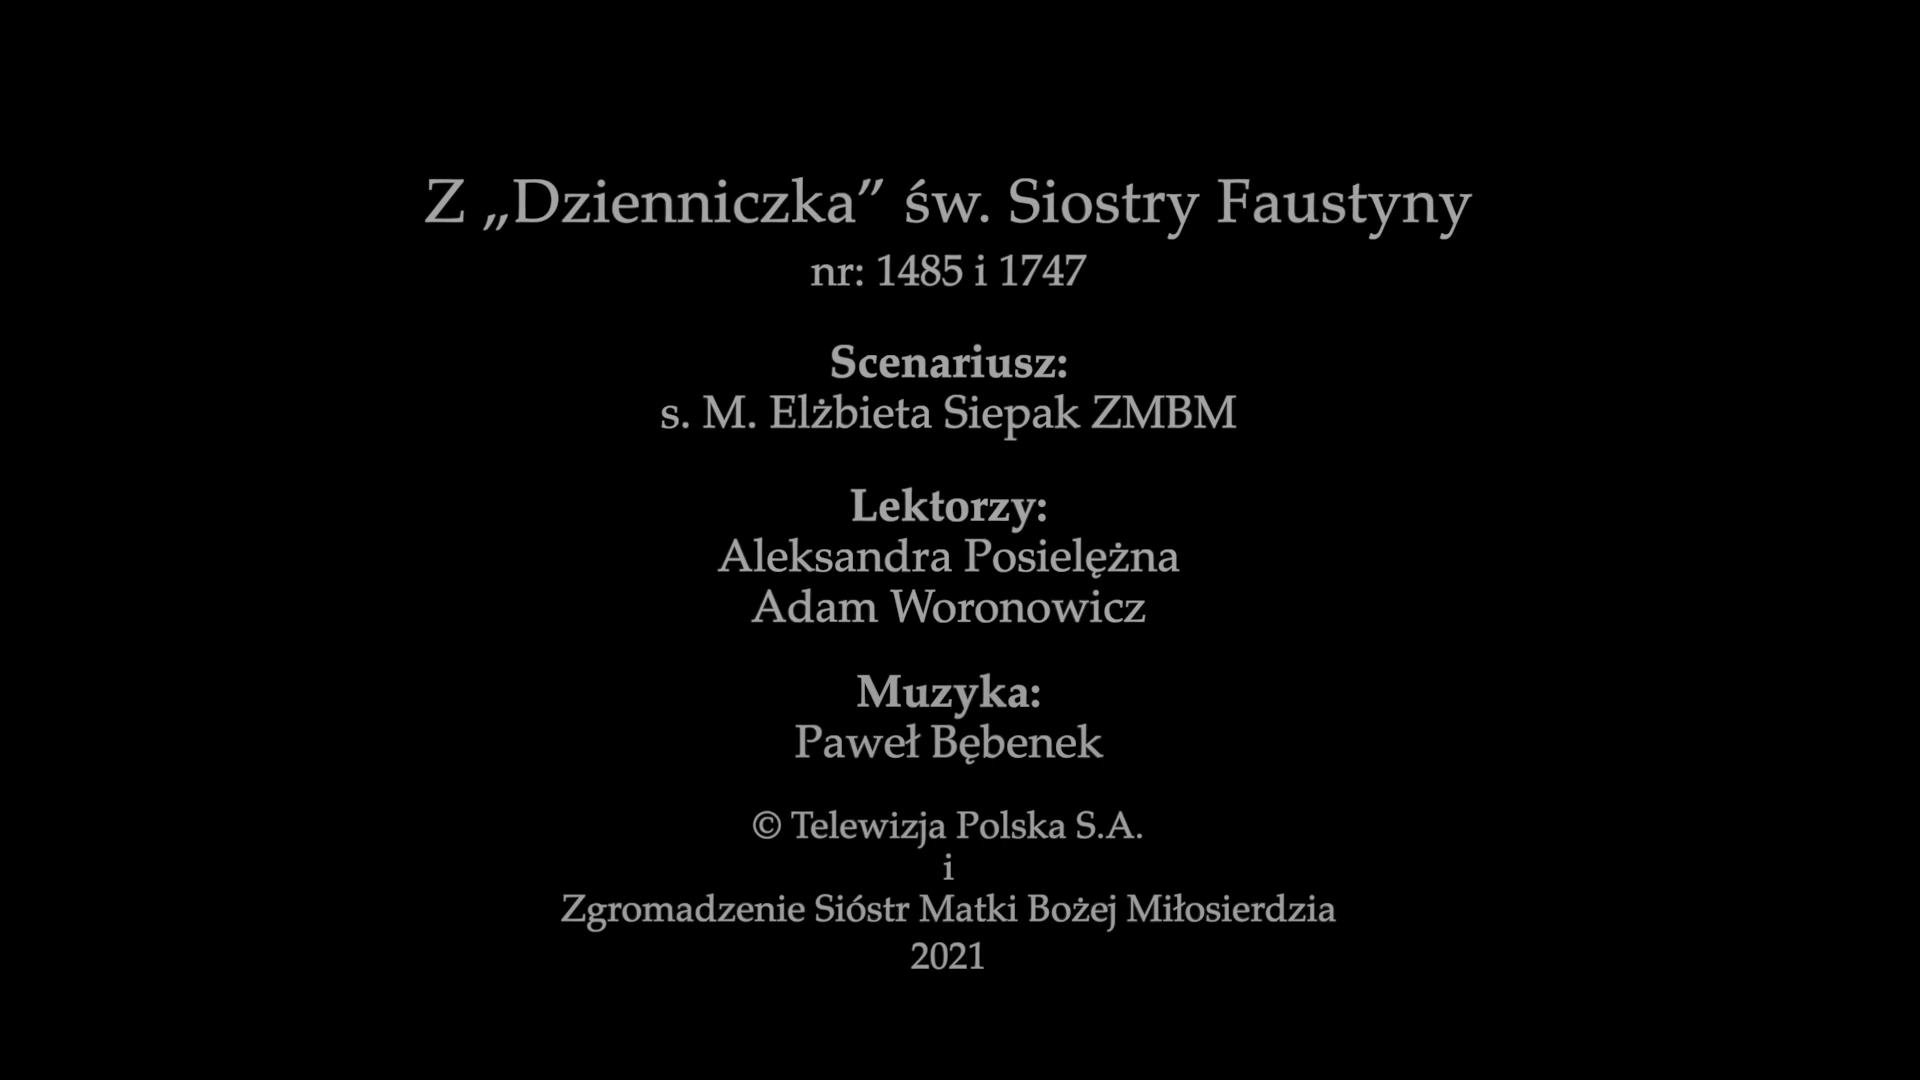 Z „Dzienniczka” św. Siostry Faustyny
nr: 1485 i 1747
Scenariusz:
s. M. Elżbieta Siepak ZMBM
Lektorzy:
Aleksandra Posielężna
Adam Woronowicz
Muzyka:
Paweł Bębenek
© Telewizja Polska S.A.
i
Zgromadzenie Sióstr Matki Bożej Miłosierdzia
2021